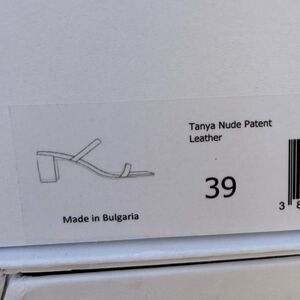 Tanya Nude Patent
Leather
39
Made in Bulgaria
3 8